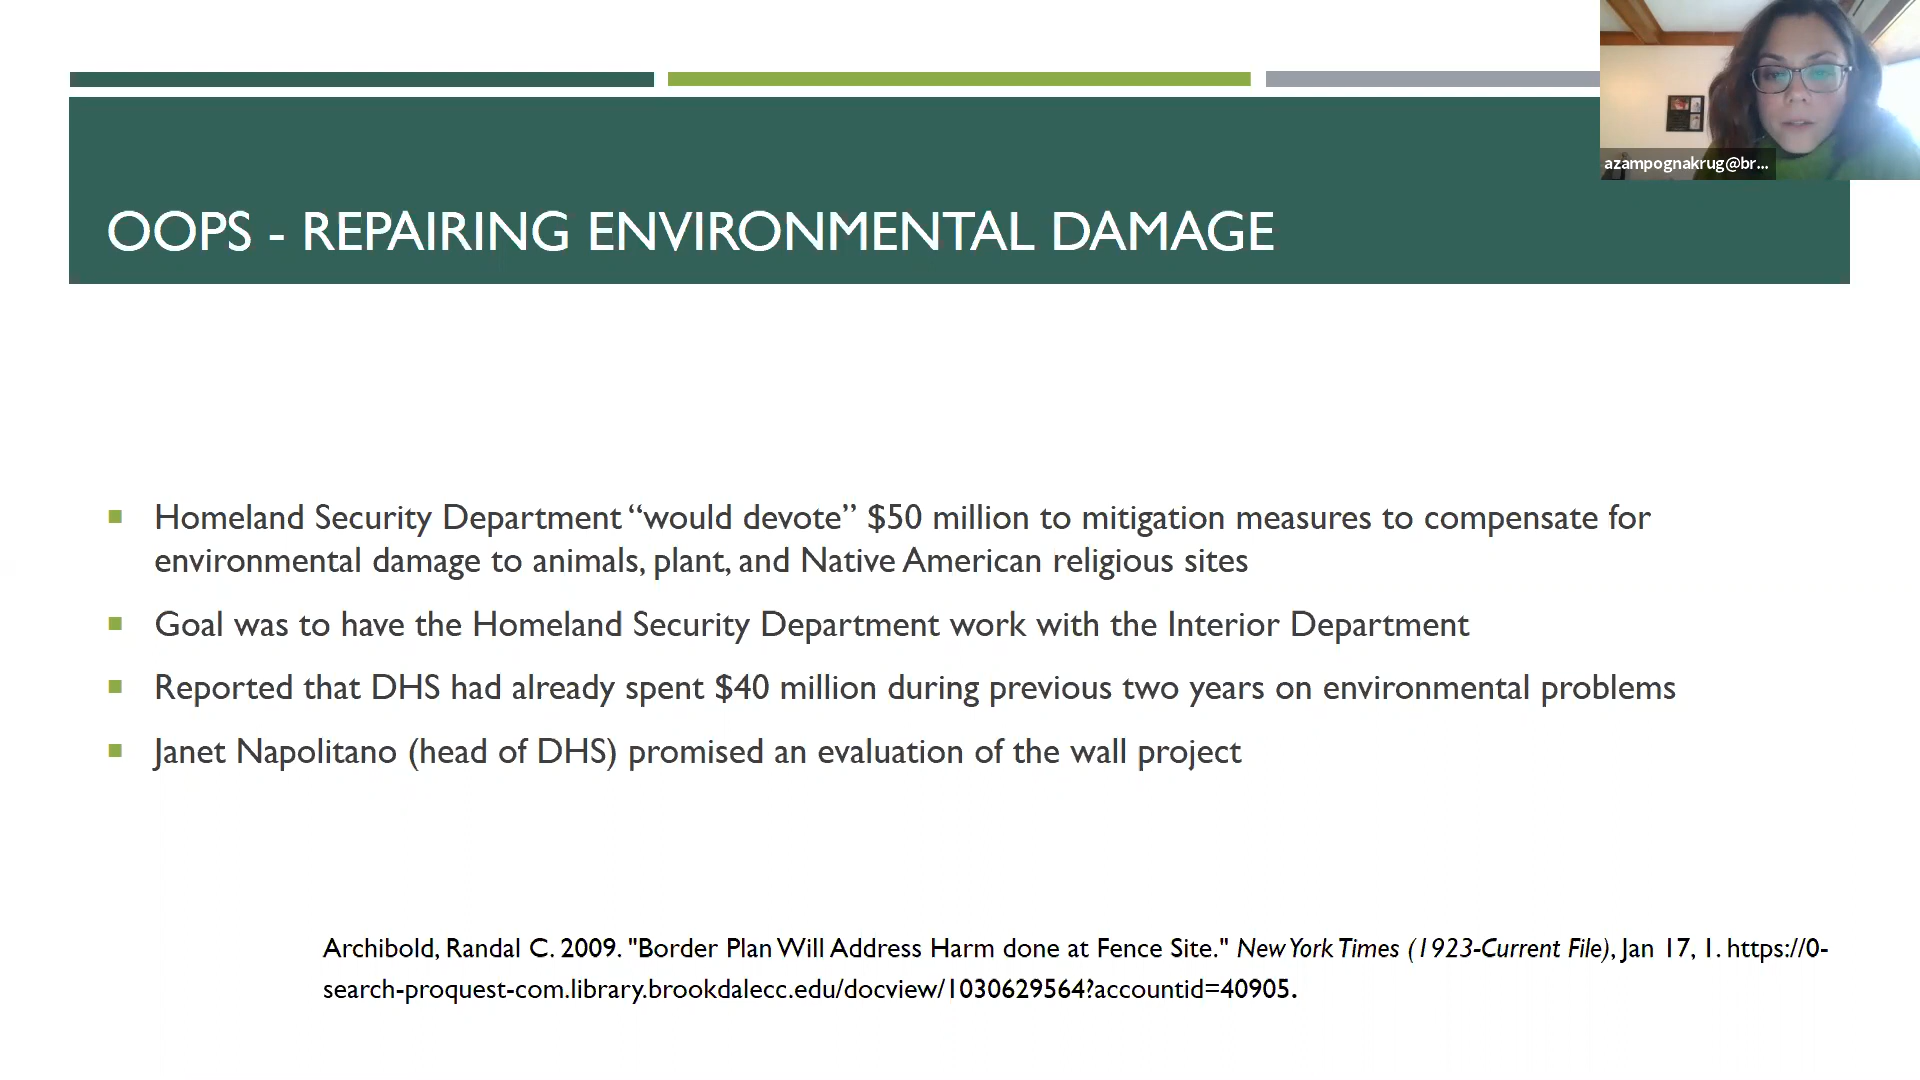 azampognakrug@br...
OOPS - REPAIRING ENVIRONMENTAL DAMAGE
Homeland Security Department “would devote” $50 million to mitigation measures to compensate for
environmental damage to animals, plant, and Native American religious sites
Goal was to have the Homeland Security Department work with the Interior Department
Reported that DHS had already spent $40 million during previous two years on environmental problems
Janet Napolitano (head of DHS) promised an evaluation of the wall project
Archibold, Randal C. 2009. "Border Plan Will Address Harm done at Fence Site." New York Times (1923-Current File), Jan 17, 1. https://0-
search-proquest-com.library.brookdalecc.edu/docview/1030629564?accountid=40905.